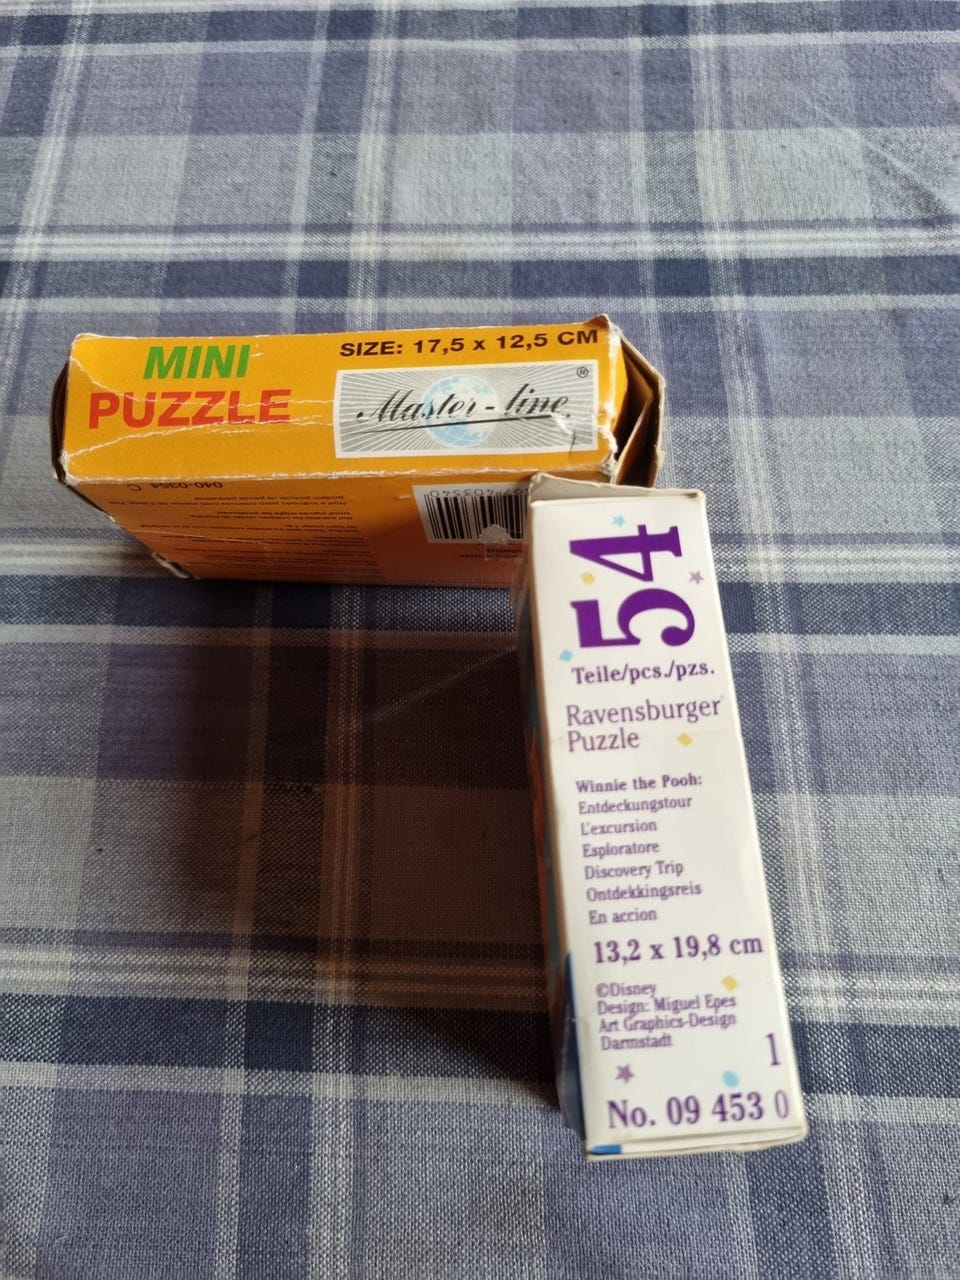 MINI
PUZZLE
SIZE: 17,5 x 12,5 CM
Master-line
®
040-0354 C
54
Teile/pcs./pzs.
Ravensburger
Puzzle
Winnie the Pooh:
Entdeckungstour
L'excursion
Esploratore
Discovery Trip
Ontdekkingsreis
En accion
13,2 x 19,8 cm
©Disney
Design: Miguel Epes
Art Graphics-Design
Darmstadt
1
No. 09 453 0